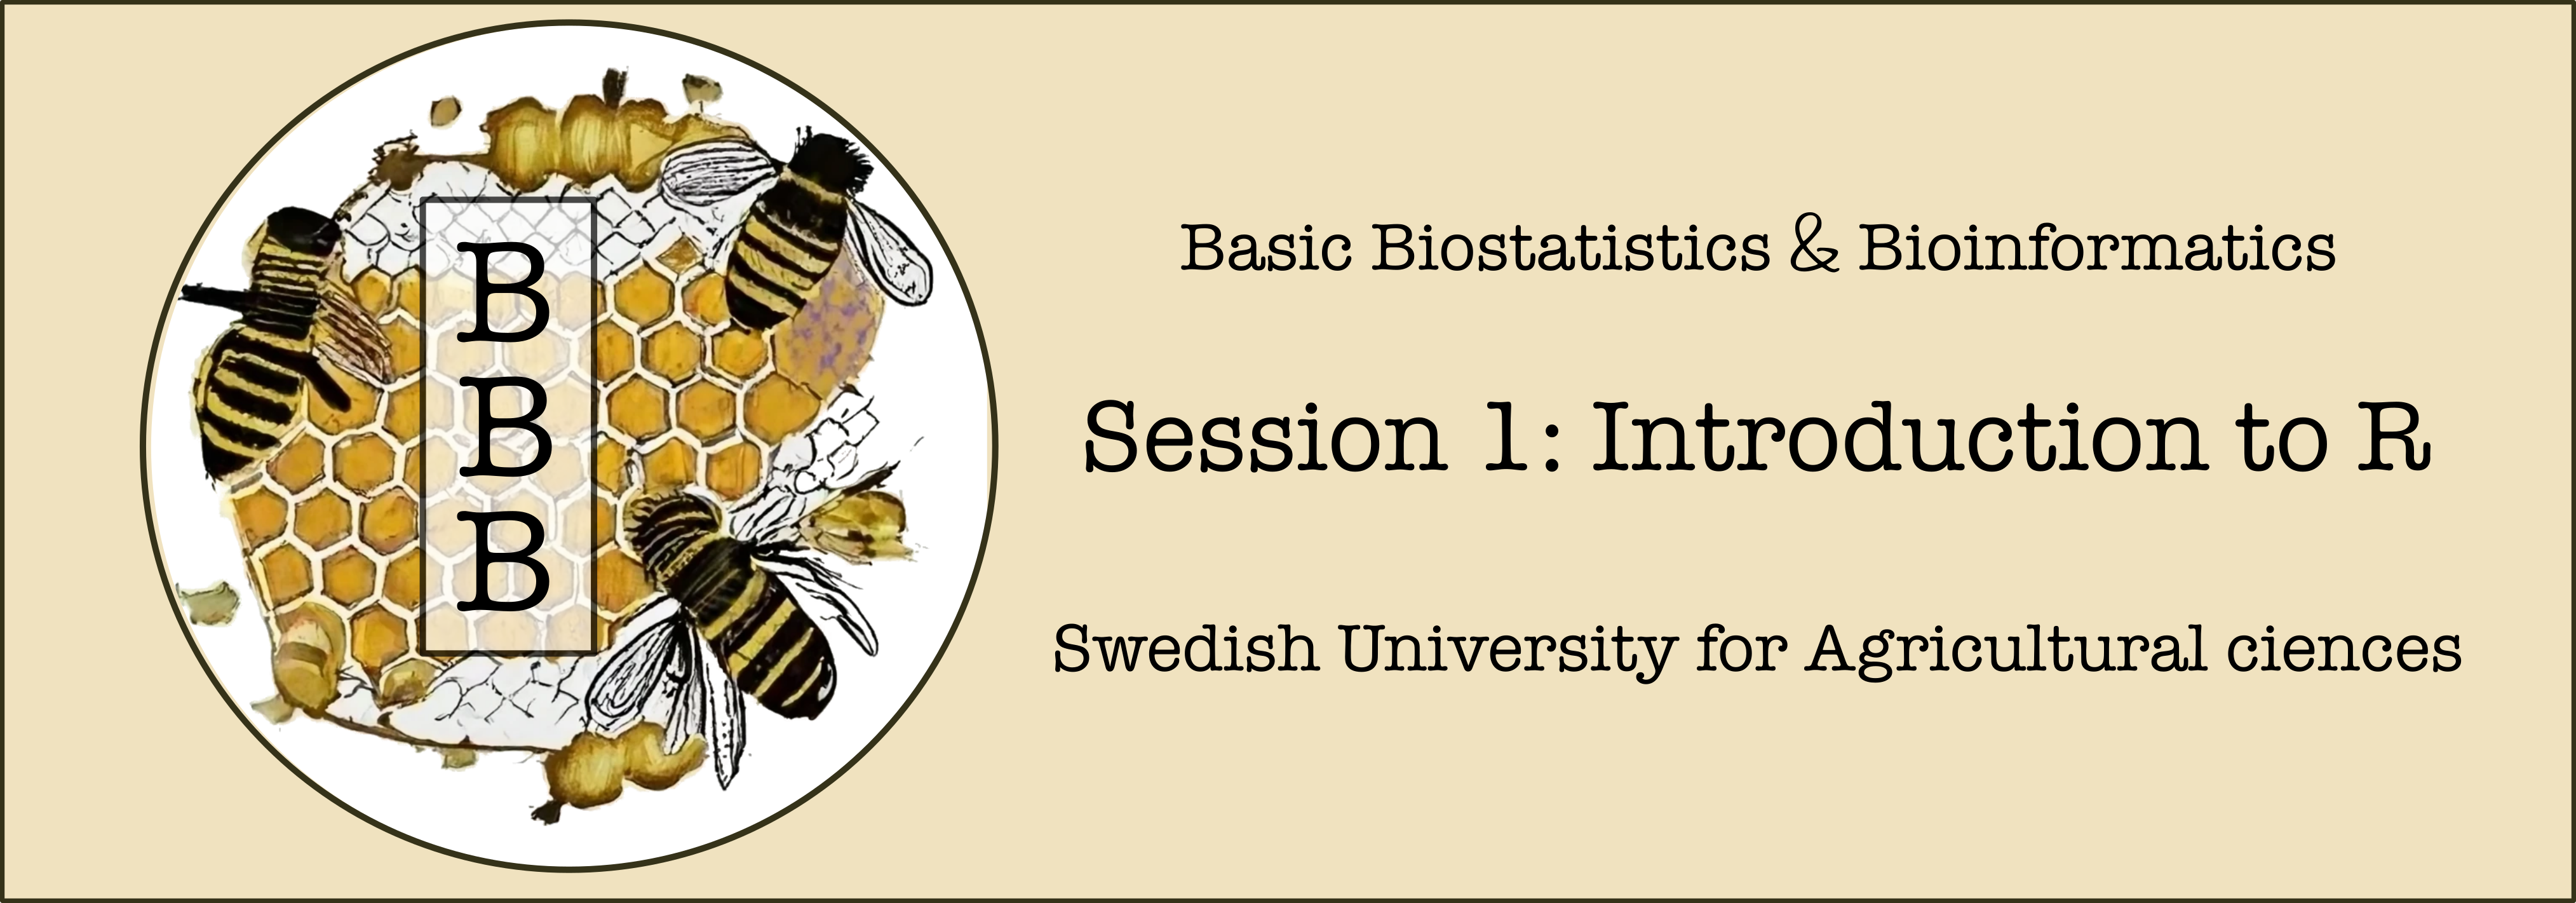 B
B
B
Basic Biostatistics & Bioinformatics
Session 1: Introduction to R
Swedish University for Agricultural ciences